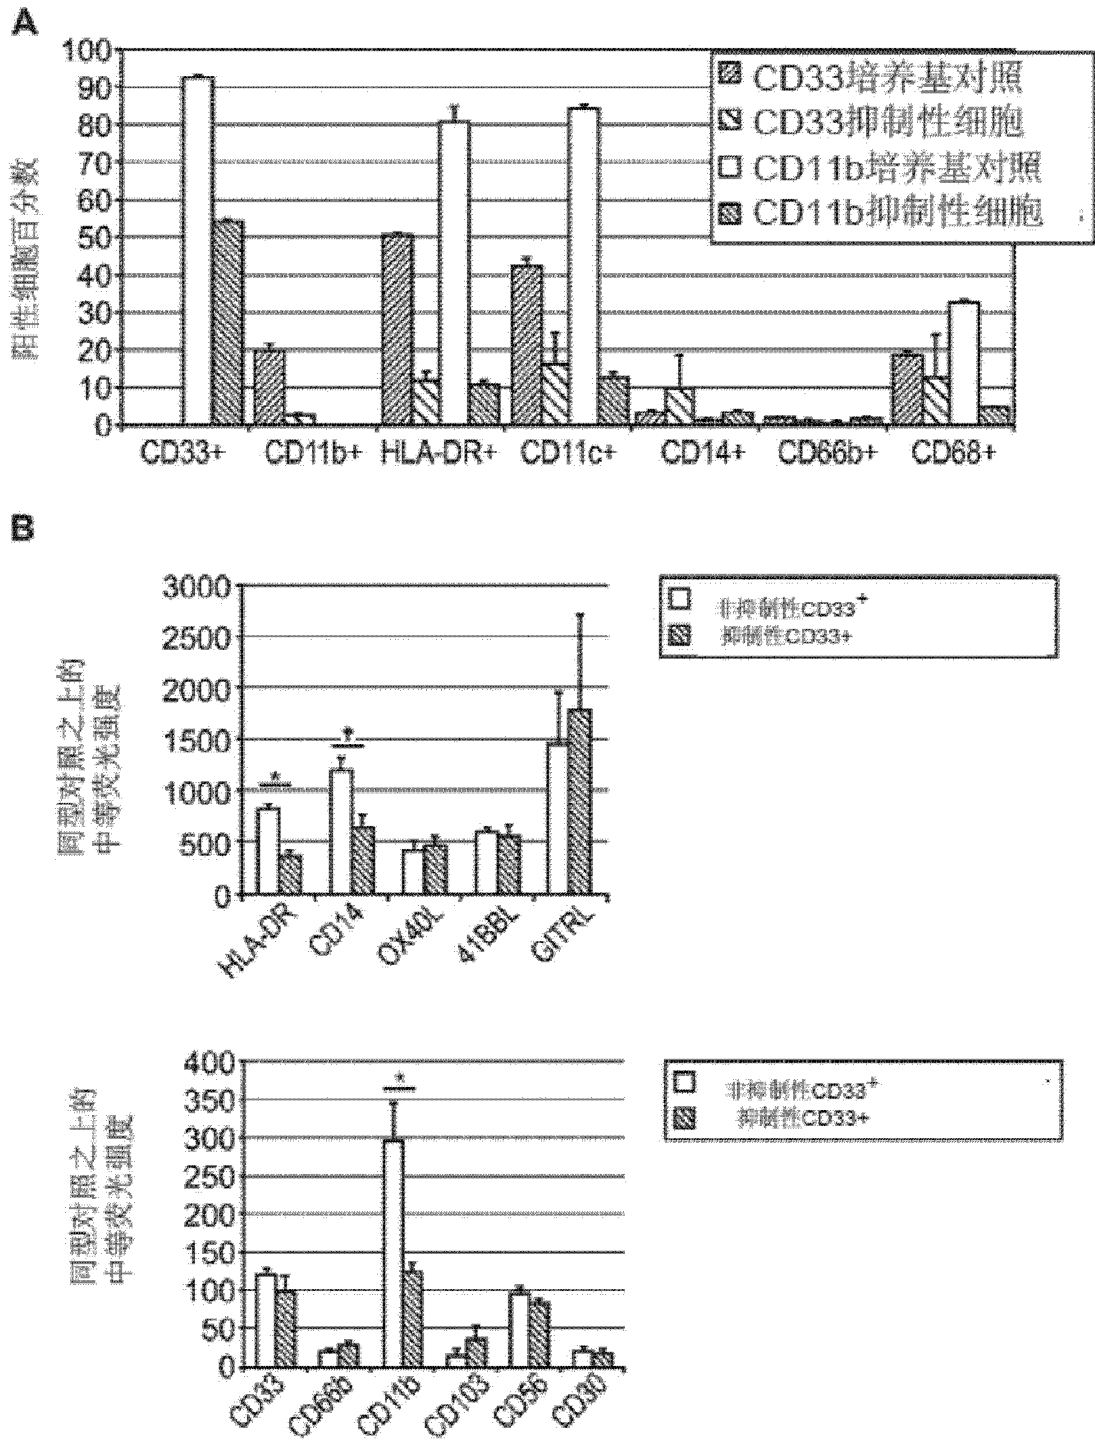 A
100
90
80
70
60
50
40
30
20
10
0
阳性细胞百分数
CD33培养基对照
CD33抑制性细胞
CD11b培养基对照
CD11b抑制性细胞
CD33+ CD11b+ HLA-DR+ CD11c+ CD14+ CD66b+ CD68+
B
3000
2500
2000
1500
1000
500
0
同型对照之上的
中等荧光强度
非抑制性CD33+
抑制性CD33+
*
*
HLA-DR CD14 OX40L 41BBL GITRL
400
350
300
250
200
150
100
50
0
同型对照之上的
中等荧光强度
非抑制性CD33+
抑制性CD33+
*
CD33 CD66b CD11b CD103 CD56 CD30